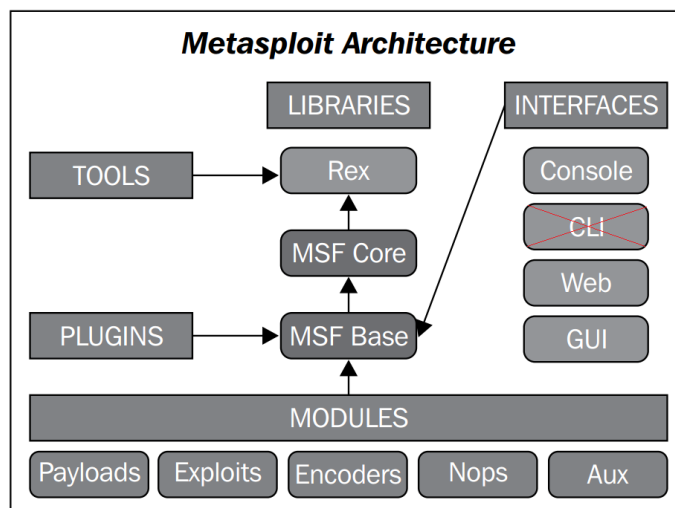 Metasploit Architecture
LIBRARIES
INTERFACES
TOOLS
Rex
Console
MSF Core
CLI
Web
PLUGINS
MSF Base
GUI
MODULES
Payloads
Exploits
Encoders
Nops
Aux